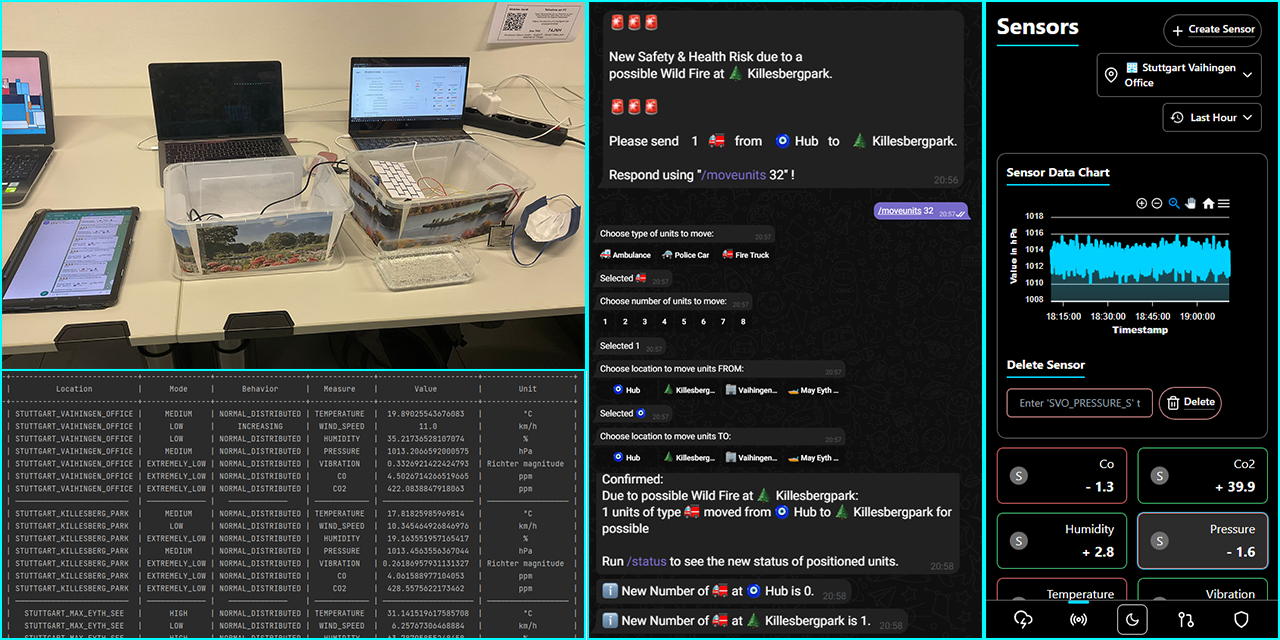 🚨🚨🚨
New Safety & Health Risk due to a
possible Wild Fire at 🌲 Killesbergpark.
🚨🚨🚨
Please send 1 🚒 from 🧿 Hub to 🌲 Killesbergpark.
Respond using "/moveunits 32" !
20:56
/moveunits 32 20:57
Choose type of units to move: 20:57
🚑 Ambulance 🚓 Police Car 🚒 Fire Truck
Selected 🚒 20:57
Choose number of units to move: 20:57
1 2 3 4 5 6 7 8
Selected 1 20:57
Choose location to move units FROM: 20:57
🧿 Hub 🌲 Killesberg... 🏢 Vaihingen... 🚤 May Eyth ...
Selected 🧿 20:57
Choose location to move units TO: 20:57
🧿 Hub 🌲 Killesberg... 🏢 Vaihingen... 🚤 May Eyth ...
Confirmed:
Due to possible Wild Fire at 🌲 Killesbergpark:
1 units of type 🚒 moved from 🧿 Hub to 🌲 Killesbergpark for
possible
Run /status to see the new status of positioned units. 20:58
ℹ️ New Number of 🚒 at 🧿 Hub is 0. 20:58
ℹ️ New Number of 🚒 at 🌲 Killesbergpark is 1. 20:58
Sensors
+ Create Sensor
🏢 Stuttgart Vaihingen
Office
Last Hour
Sensor Data Chart
1018
1016
1014
1012
1010
1008
Value in hPa
18:15:00 18:30:00 18:45:00 19:00:00
Timestamp
Delete Sensor
Enter 'SVO_PRESSURE_S' t
Delete
S Co - 1.3
S Co2 + 39.9
S Humidity + 2.8
S Pressure - 1.6
Temperature
Vibration
| Location | Mode | Behavior | Measure | Value | Unit |
| STUTTGART_VAIHINGEN_OFFICE | MEDIUM | NORMAL_DISTRIBUTED | TEMPERATURE | 19.89025543676083 | °C |
| STUTTGART_VAIHINGEN_OFFICE | LOW | INCREASING | WIND_SPEED | 11.0 | km/h |
| STUTTGART_VAIHINGEN_OFFICE | LOW | NORMAL_DISTRIBUTED | HUMIDITY | 35.21736528107074 | % |
| STUTTGART_VAIHINGEN_OFFICE | MEDIUM | NORMAL_DISTRIBUTED | PRESSURE | 1013.2066592000575 | hPa |
| STUTTGART_VAIHINGEN_OFFICE | EXTREMELY_LOW | NORMAL_DISTRIBUTED | VIBRATION | 0.3326921422424793 | Richter magnitude |
| STUTTGART_VAIHINGEN_OFFICE | EXTREMELY_LOW | NORMAL_DISTRIBUTED | CO | 4.5026714266519665 | ppm |
| STUTTGART_VAIHINGEN_OFFICE | EXTREMELY_LOW | NORMAL_DISTRIBUTED | CO2 | 422.0838847918063 | ppm |
| STUTTGART_KILLESBERG_PARK | MEDIUM | NORMAL_DISTRIBUTED | TEMPERATURE | 17.81825985969814 | °C |
| STUTTGART_KILLESBERG_PARK | LOW | NORMAL_DISTRIBUTED | WIND_SPEED | 10.345464926846976 | km/h |
| STUTTGART_KILLESBERG_PARK | LOW | NORMAL_DISTRIBUTED | HUMIDITY | 19.163551957165417 | % |
| STUTTGART_KILLESBERG_PARK | MEDIUM | NORMAL_DISTRIBUTED | PRESSURE | 1013.4563556367044 | hPa |
| STUTTGART_KILLESBERG_PARK | EXTREMELY_LOW | NORMAL_DISTRIBUTED | VIBRATION | 0.26186957931131327 | Richter magnitude |
| STUTTGART_KILLESBERG_PARK | EXTREMELY_LOW | NORMAL_DISTRIBUTED | CO | 4.061588977104053 | ppm |
| STUTTGART_KILLESBERG_PARK | EXTREMELY_LOW | NORMAL_DISTRIBUTED | CO2 | 428.5575622173462 | ppm |
| STUTTGART_MAX_EYTH_SEE | HIGH | NORMAL_DISTRIBUTED | TEMPERATURE | 31.141519617585708 | °C |
| STUTTGART_MAX_EYTH_SEE | LOW | NORMAL_DISTRIBUTED | WIND_SPEED | 6.25767306468884 | km/h |